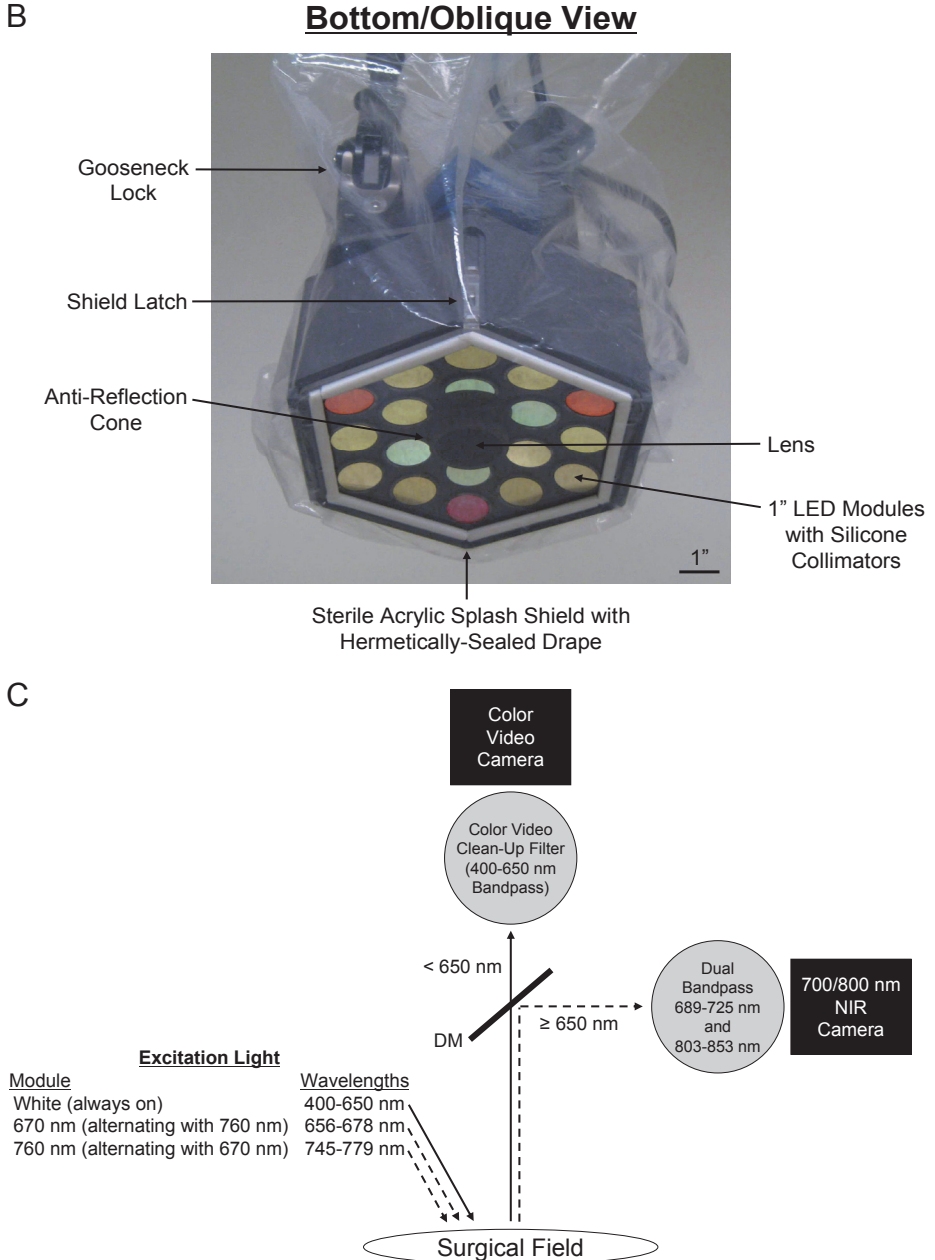 B
Bottom/Oblique View
Gooseneck
Lock
Shield Latch
Anti-Reflection
Cone
Lens
1” LED Modules
with Silicone
Collimators
1”
Sterile Acrylic Splash Shield with
Hermetically-Sealed Drape
C
Color
Video
Camera
Color Video
Clean-Up Filter
(400-650 nm
Bandpass)
< 650 nm
DM
≥ 650 nm
Dual
Bandpass
689-725 nm
and
803-853 nm
700/800 nm
NIR
Camera
Excitation Light
Module Wavelengths
White (always on) 400-650 nm
670 nm (alternating with 760 nm) 656-678 nm
760 nm (alternating with 670 nm) 745-779 nm
Surgical Field